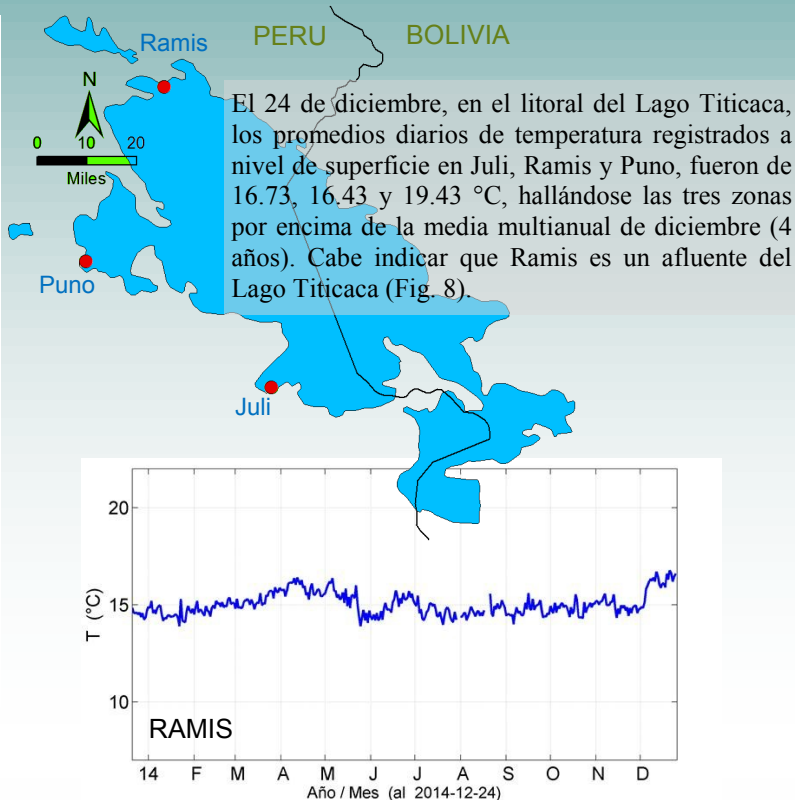 Ramis
PERU
BOLIVIA
N
0 10 20
Miles
El 24 de diciembre, en el litoral del Lago Titicaca,
los promedios diarios de temperatura registrados a
nivel de superficie en Juli, Ramis y Puno, fueron de
16.73, 16.43 y 19.43 °C, hallándose las tres zonas
por encima de la media multianual de diciembre (4
años). Cabe indicar que Ramis es un afluente del
Lago Titicaca (Fig. 8).
Puno
Juli
20
15
10
T (°C)
RAMIS
14 F M A M J J A S O N D
Año / Mes (al 2014-12-24)